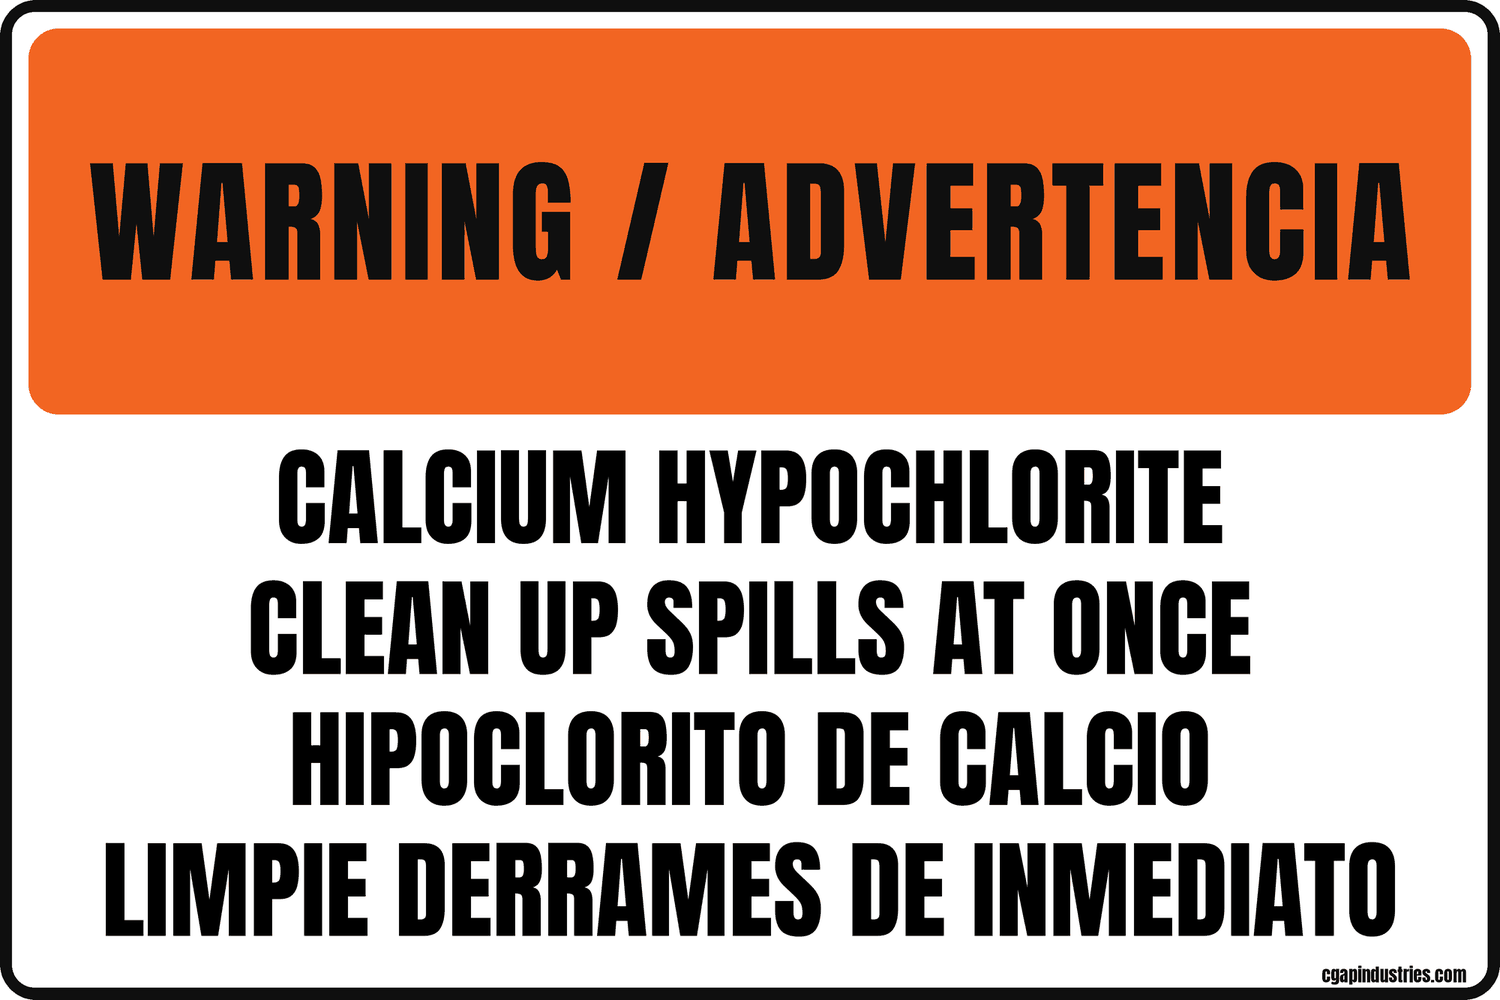 WARNING / ADVERTENCIA
CALCIUM HYPOCHLORITE
CLEAN UP SPILLS AT ONCE
HIPOCLORITO DE CALCIO
LIMPIE DERRAMES DE INMEDIATO
cgapindustries.com